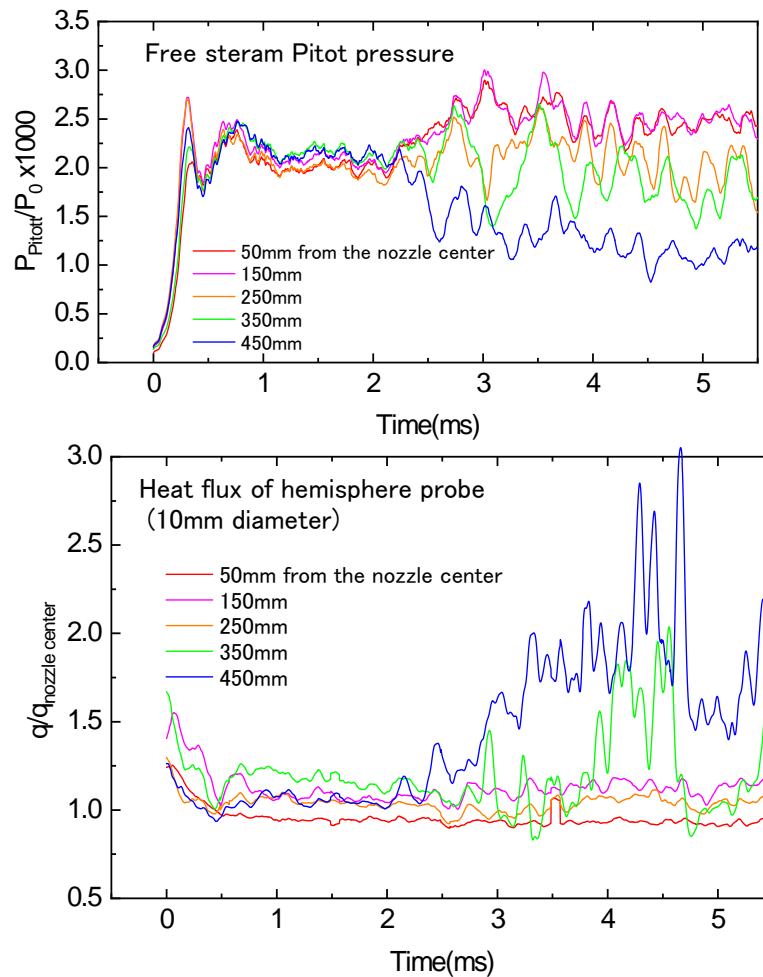 Free steram Pitot pressure
3.5
3.0
2.5
2.0
1.5
1.0
0.5
0.0
P_Pitott/P_0 x1000
50mm from the nozzle center
150mm
250mm
350mm
450mm
0 1 2 3 4 5
Time(ms)
Heat flux of hemisphere probe
(10mm diameter)
3.0
2.5
2.0
1.5
1.0
0.5
q/q_nozzle center
50mm from the nozzle center
150mm
250mm
350mm
450mm
0 1 2 3 4 5
Time(ms)